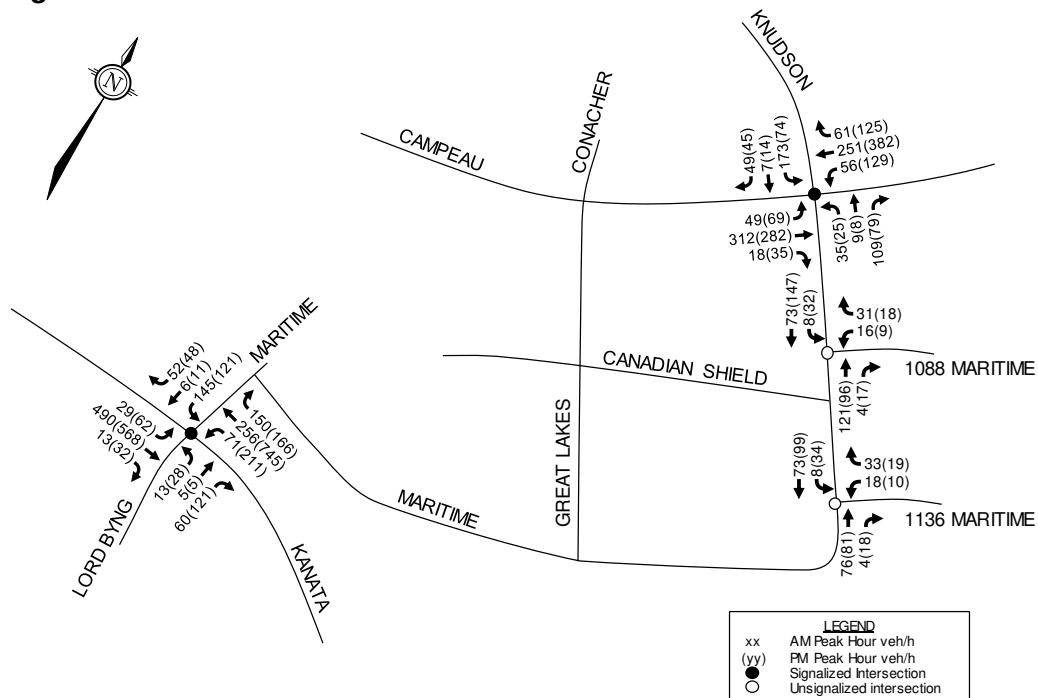 g
N
KNUDSON
CONACHER
CAMPEAU
49(45)
7(14)
173(74)
61(125)
251(382)
56(129)
49(69)
312(282)
18(35)
35(25)
9(8)
109(79)
73(147)
8(32)
31(18)
16(9)
1088 MARITIME
121(96)
4(17)
CANADIAN SHIELD
MARITIME
52(48)
6(11)
145(121)
29(62)
490(568)
13(32)
150(166)
256(745)
71(211)
13(28)
5(5)
60(121)
LORD BYNG
KANATA
MARITIME
GREAT LAKES
73(99)
8(34)
33(19)
18(10)
1136 MARITIME
76(81)
4(18)
LEGEND
xx AM Peak Hour veh/h
(yy) PM Peak Hour veh/h
Signalized Intersection
Unsignalized intersection